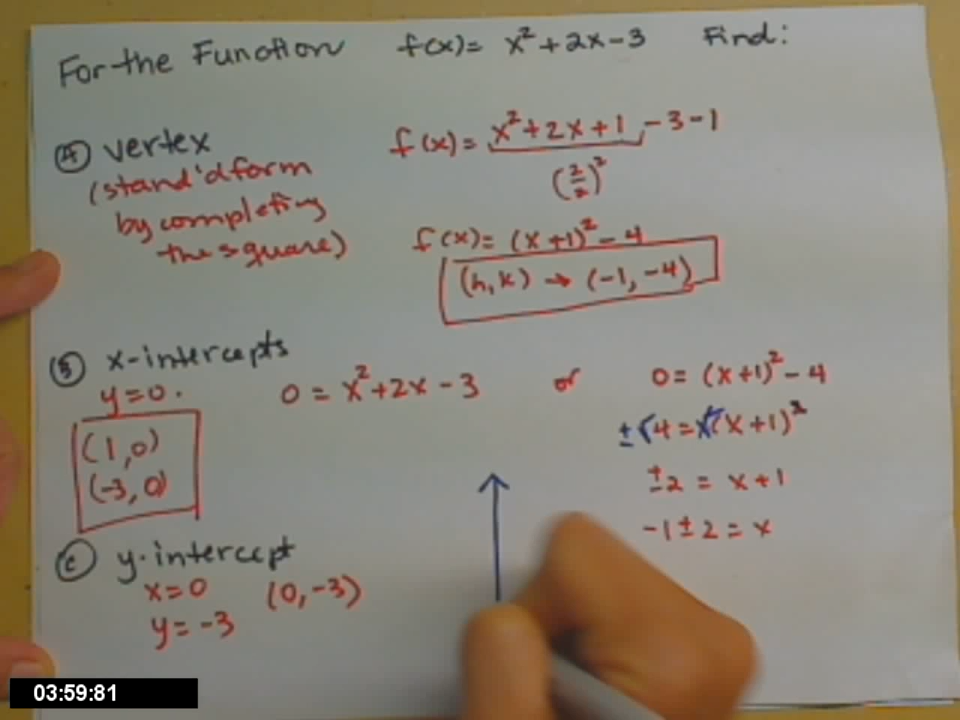 For the Function f(x) = x² + 2x - 3 Find:
(A) vertex
(stand'd form
by completing
the square)
f(x) = x² + 2x + 1 - 3 - 1
(2/2)²
f(x) = (x + 1)² - 4
(h, k) → (-1, -4)
(B) x-intercepts
y = 0.
(1, 0)
(-3, 0)
0 = x² + 2x - 3 or 0 = (x + 1)² - 4
±√4 = √(x + 1)²
±2 = x + 1
-1 ± 2 = x
(C) y-intercept
x = 0 (0, -3)
y = -3
03:59:81